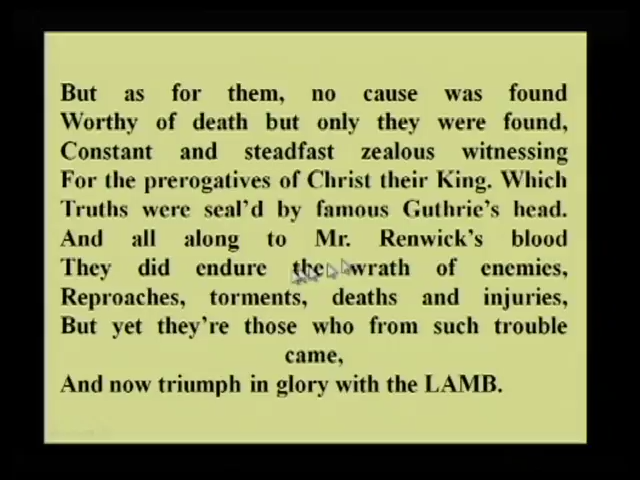 But as for them, no cause was found
Worthy of death but only they were found,
Constant and steadfast zealous witnessing
For the prerogatives of Christ their King. Which
Truths were seal'd by famous Guthrie's head.
And all along to Mr. Renwick's blood
They did endure the wrath of enemies,
Reproaches, torments, deaths and injuries,
But yet they're those who from such trouble
came,
And now triumph in glory with the LAMB.